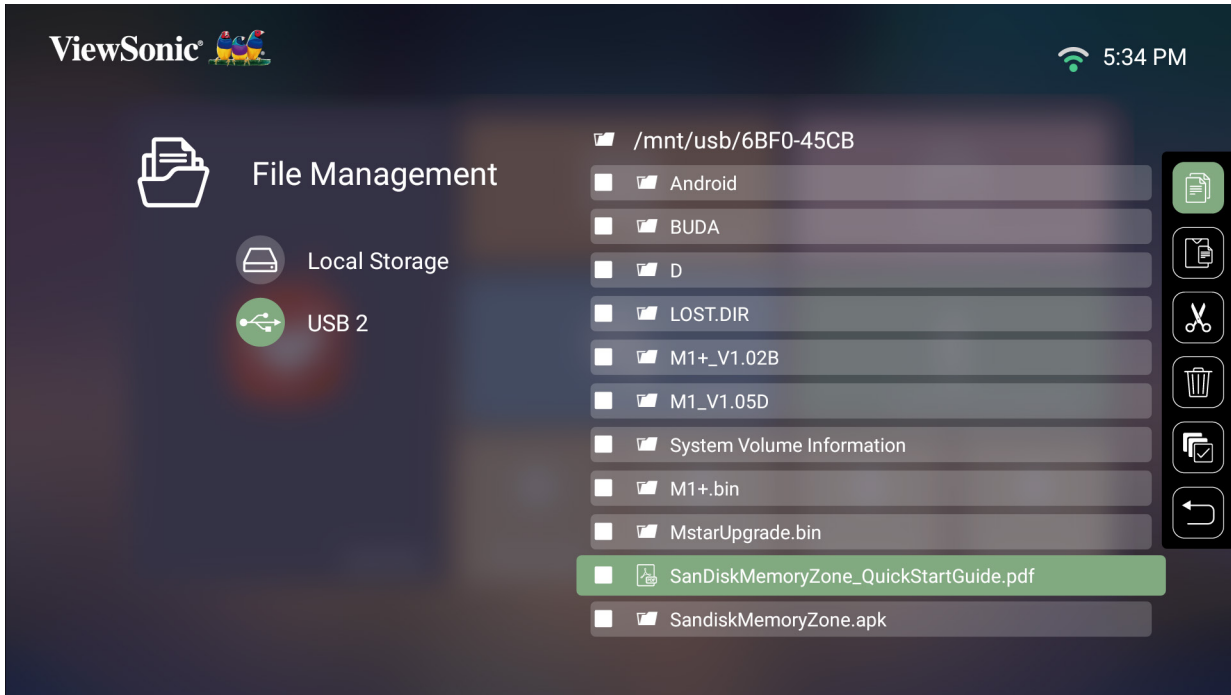 ViewSonic
5:34 PM
File Management
Local Storage
USB 2
/mnt/usb/6BF0-45CB
Android
BUDA
D
LOST.DIR
M1+_V1.02B
M1_V1.05D
System Volume Information
M1+.bin
MstarUpgrade.bin
SanDiskMemoryZone_QuickStartGuide.pdf
SandiskMemoryZone.apk